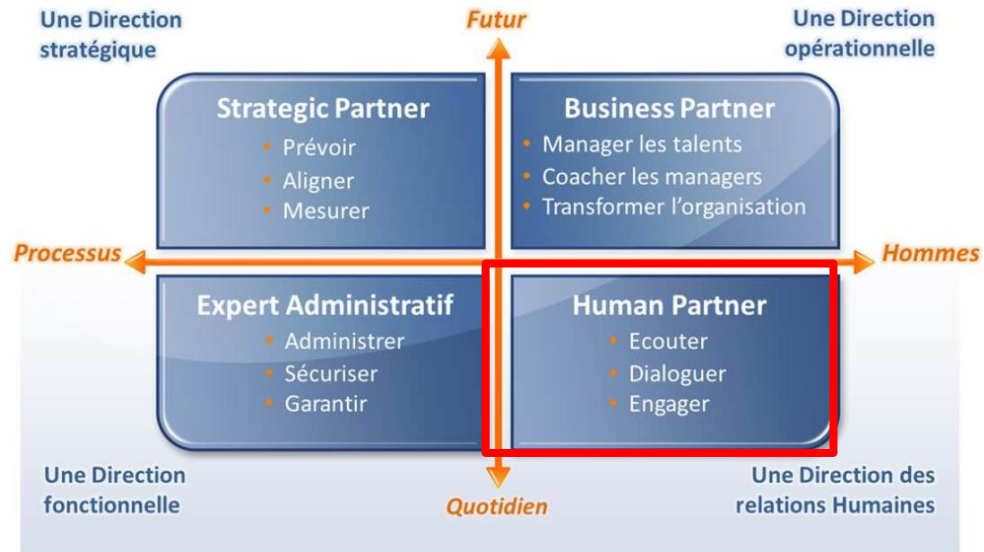 Une Direction
stratégique
Futur
Une Direction
opérationnelle
Strategic Partner
• Prévoir
• Aligner
• Mesurer
Business Partner
• Manager les talents
• Coacher les managers
• Transformer l'organisation
Processus
Hommes
Expert Administratif
• Administrer
• Sécuriser
• Garantir
Human Partner
• Ecouter
• Dialoguer
• Engager
Une Direction
fonctionnelle
Quotidien
Une Direction des
relations Humaines